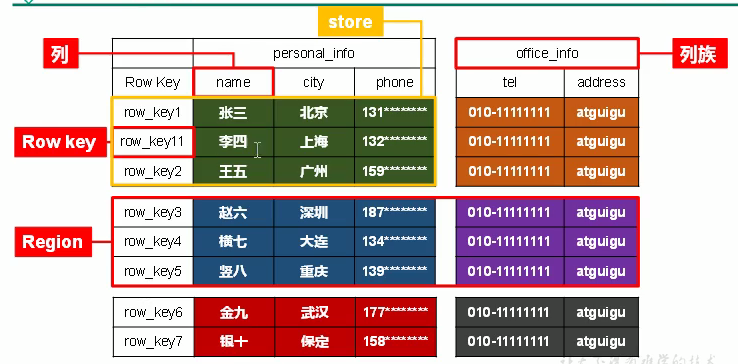 store
列
personal_info
office_info
列族
Row Key
name
city
phone
tel
address
row_key1
张三
北京
131********
010-11111111
atguigu
Row key
row_key11
李四
上海
132********
010-11111111
atguigu
row_key2
王五
广州
159********
010-11111111
atguigu
row_key3
赵六
深圳
187********
010-11111111
atguigu
Region
row_key4
横七
大连
134********
010-11111111
atguigu
row_key5
竖八
重庆
139********
010-11111111
atguigu
row_key6
金九
武汉
177********
010-11111111
atguigu
row_key7
银十
保定
158********
010-11111111
atguigu